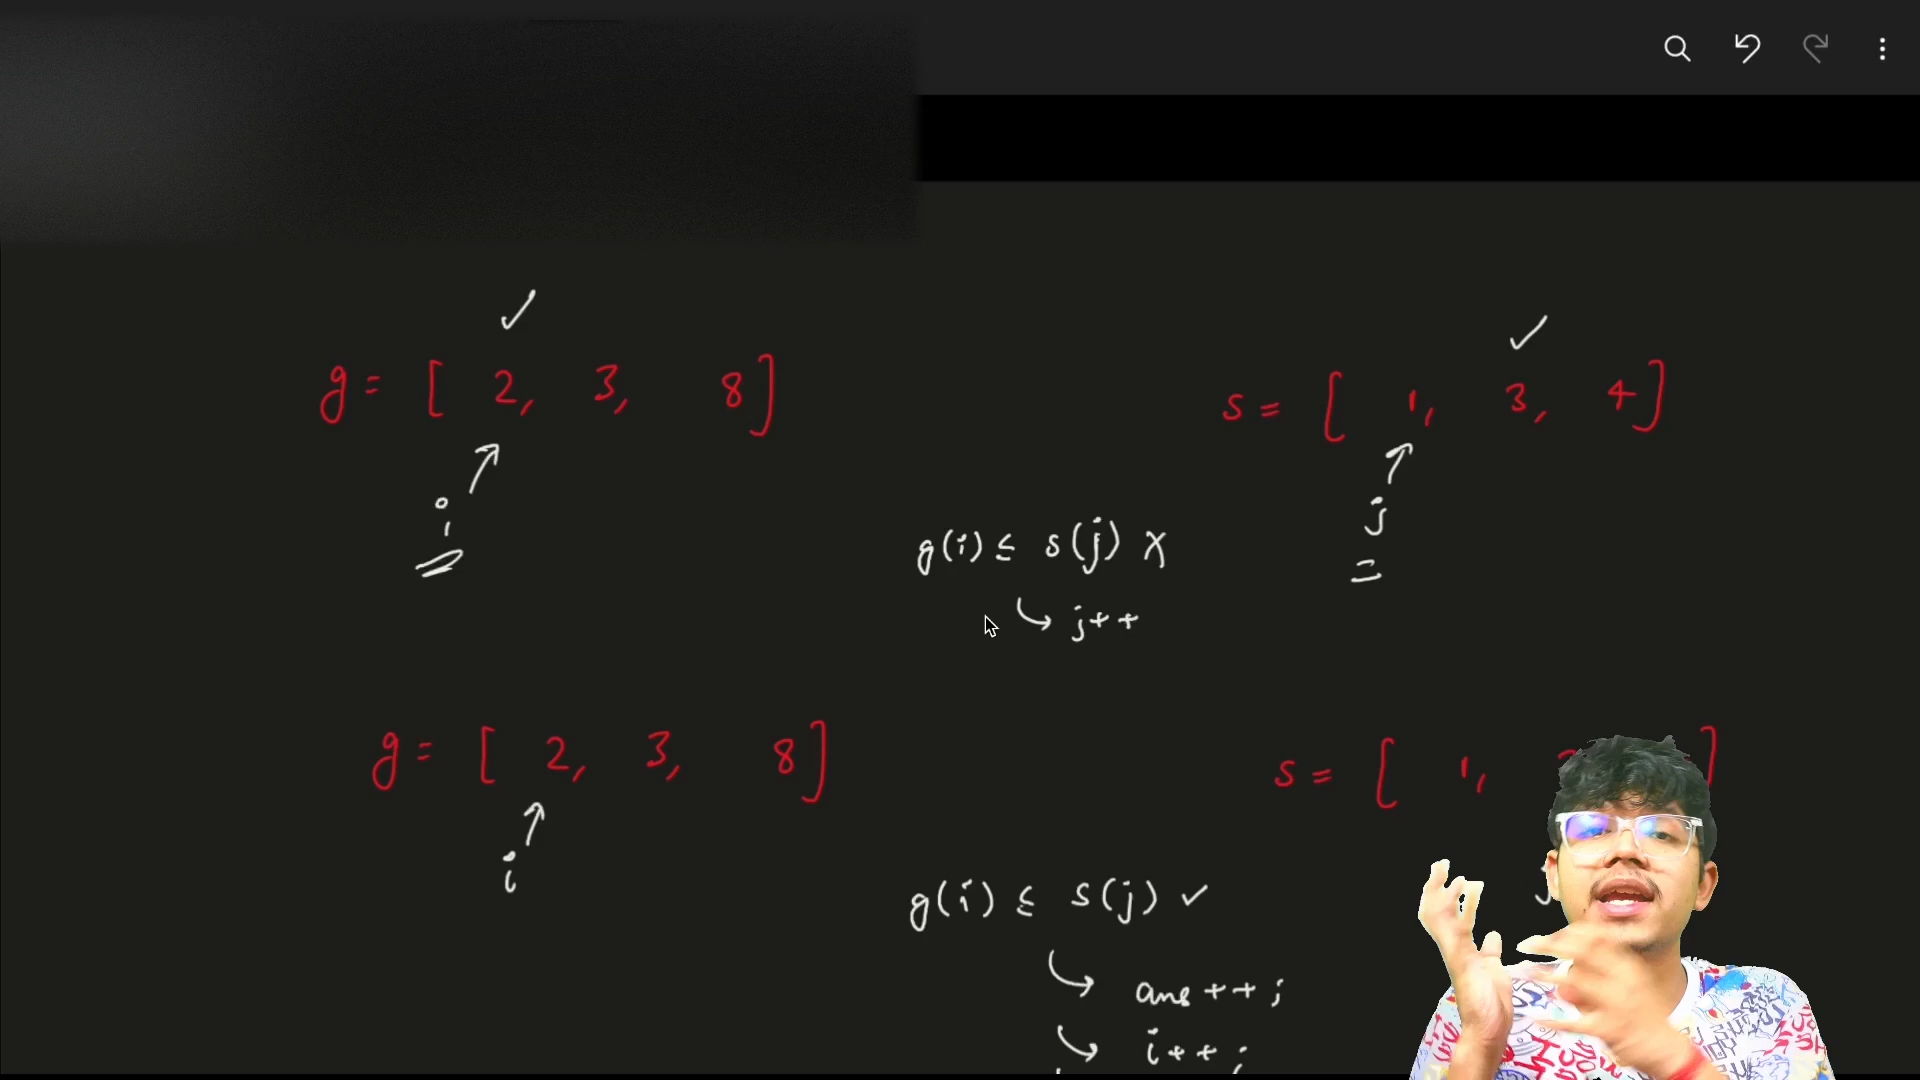 g = [ 2, 3, 8]
s = [ 1, 3, 4]
i
j
g(i) ≤ s(j) X
j++
g = [ 2, 3, 8]
s = [ 1, ]
i
g(i) ≤ s(j) ✓
ans++;
i++;